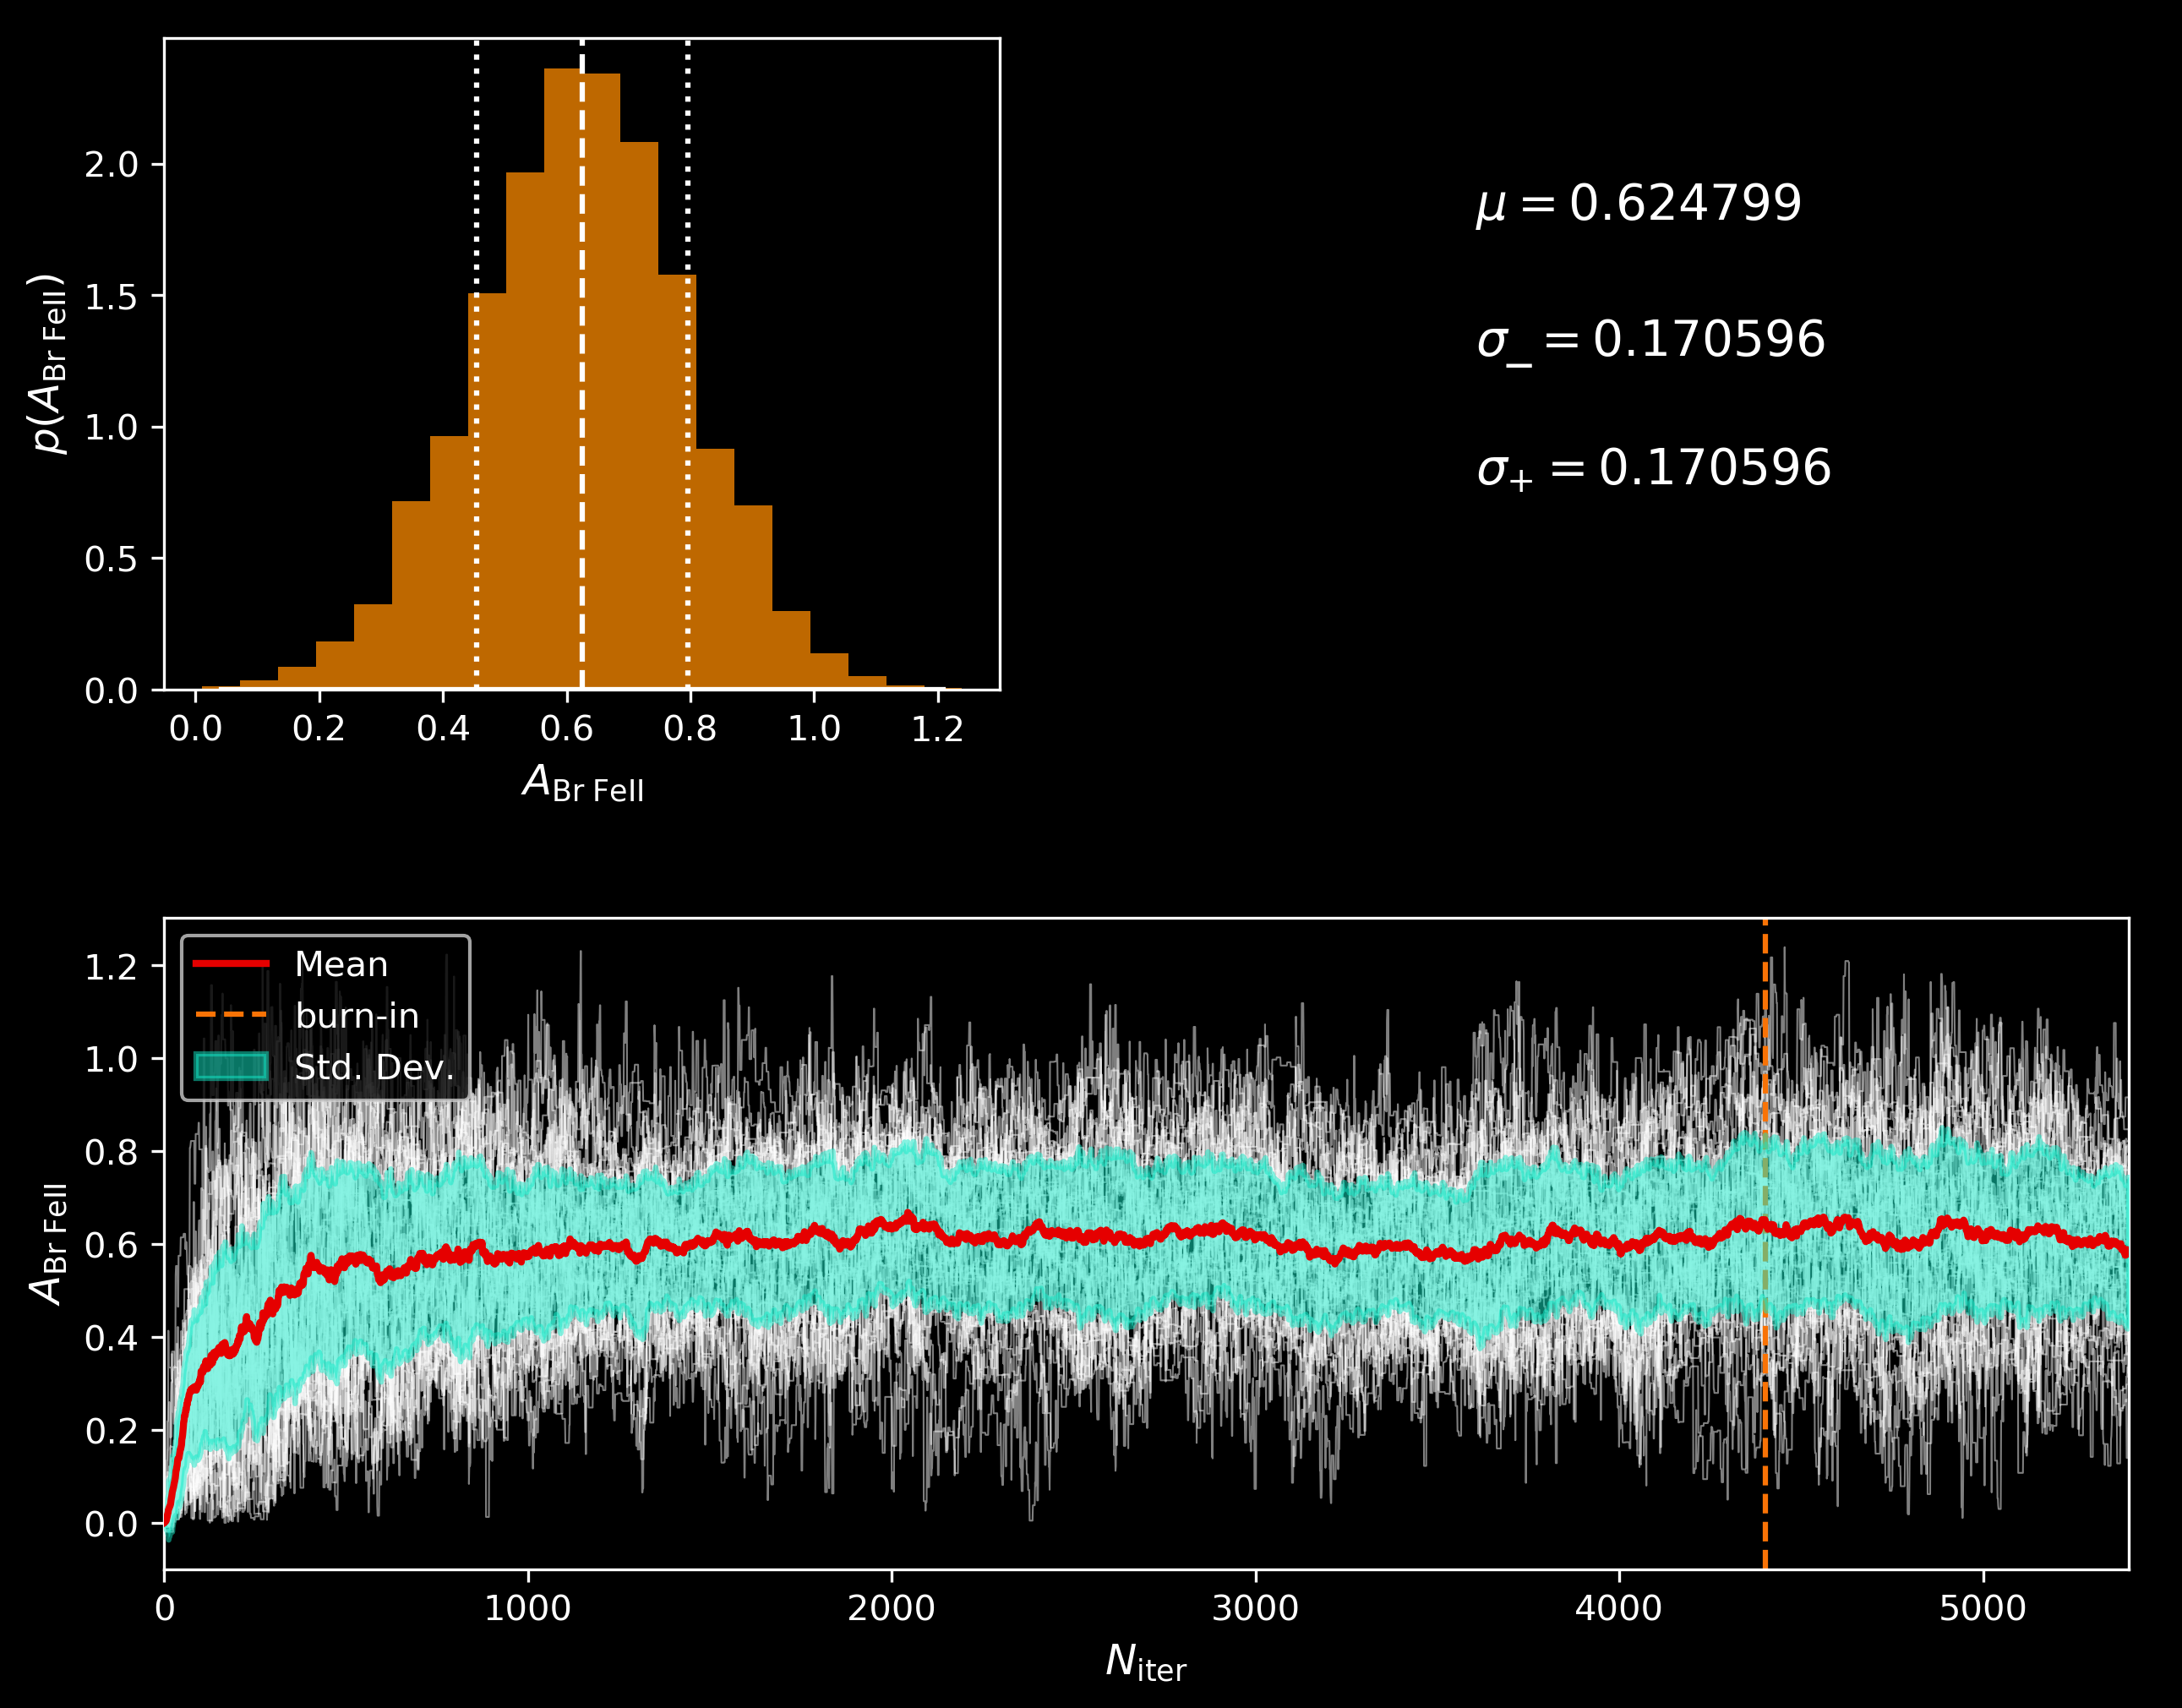 p(A_Br FeII)
2.0
1.5
1.0
0.5
0.0
0.0 0.2 0.4 0.6 0.8 1.0 1.2
A_Br FeII
μ = 0.624799
σ_− = 0.170596
σ_+ = 0.170596
A_Br FeII
1.2
1.0
0.8
0.6
0.4
0.2
0.0
Mean
burn-in
Std. Dev.
0 1000 2000 3000 4000 5000
N_iter